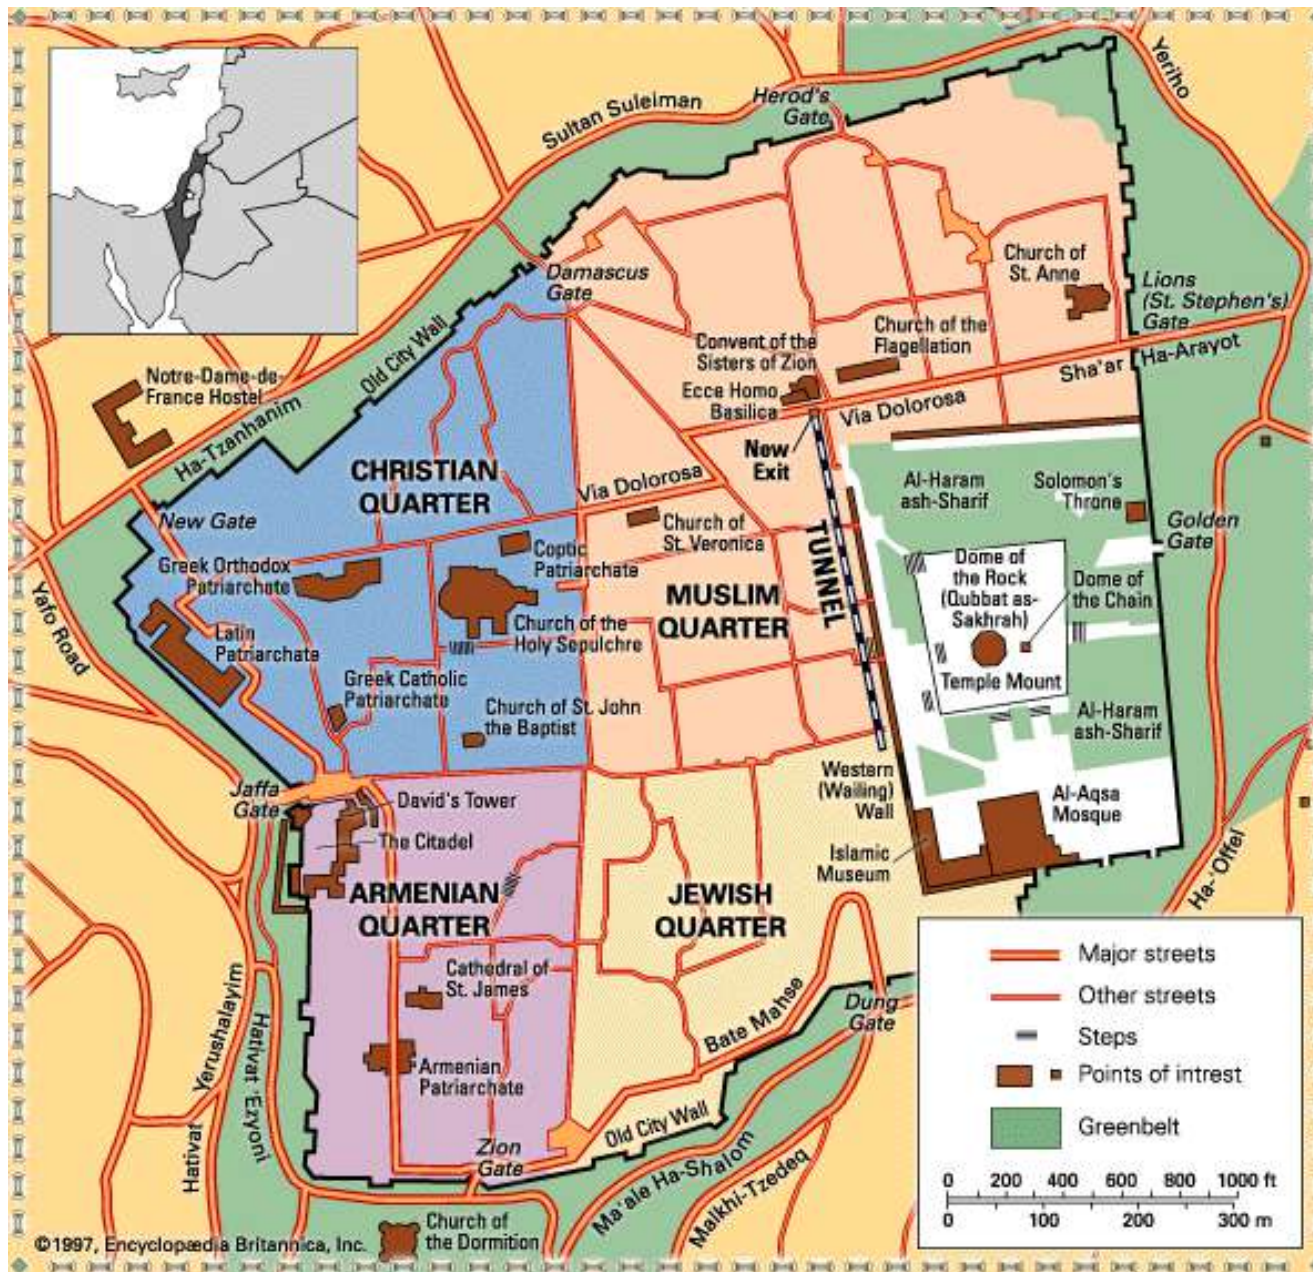 Sultan Suleiman
Herod's
Gate
Yeriho
Damascus
Gate
Church of
St. Anne
Lions
(St. Stephen's)
Gate
Old City Wall
Convent of the
Sisters of Zion
Church of the
Flagellation
Sha'ar Ha-Arayot
Notre-Dame-de-
France Hostel
Ecce Homo
Basilica
Via Dolorosa
Ha-Tzanhanim
New
Exit
CHRISTIAN
QUARTER
Via Dolorosa
Al-Haram
ash-Sharif
Solomon's
Throne
New Gate
Church of
St. Veronica
TUNNEL
Golden
Gate
Greek Orthodox
Patriarchate
Coptic
Patriarchate
Dome of
the Rock
(Qubbat as-
Sakhrah)
Dome of
the Chain
Yafo Road
MUSLIM
QUARTER
Latin
Patriarchate
Church of the
Holy Sepulchre
Greek Catholic
Patriarchate
Temple Mount
Church of St. John
the Baptist
Al-Haram
ash-Sharif
Jaffa
Gate
David's Tower
Western
(Wailing)
Wall
Al-Aqsa
Mosque
The Citadel
Islamic
Museum
Ha-'Offel
ARMENIAN
QUARTER
JEWISH
QUARTER
Cathedral of
St. James
Bate Mahse
Dung
Gate
Hativat Yerushalayim
Hativat 'Ezyoni
Armenian
Patriarchate
Old City Wall
Zion
Gate
Ma'ale Ha-Shalom
Malkhi-Tzedeq
Church of
the Dormition
Major streets
Other streets
Steps
Points of intrest
Greenbelt
0 200 400 600 800 1000 ft
0 100 200 300 m
©1997, Encyclopædia Britannica, Inc.